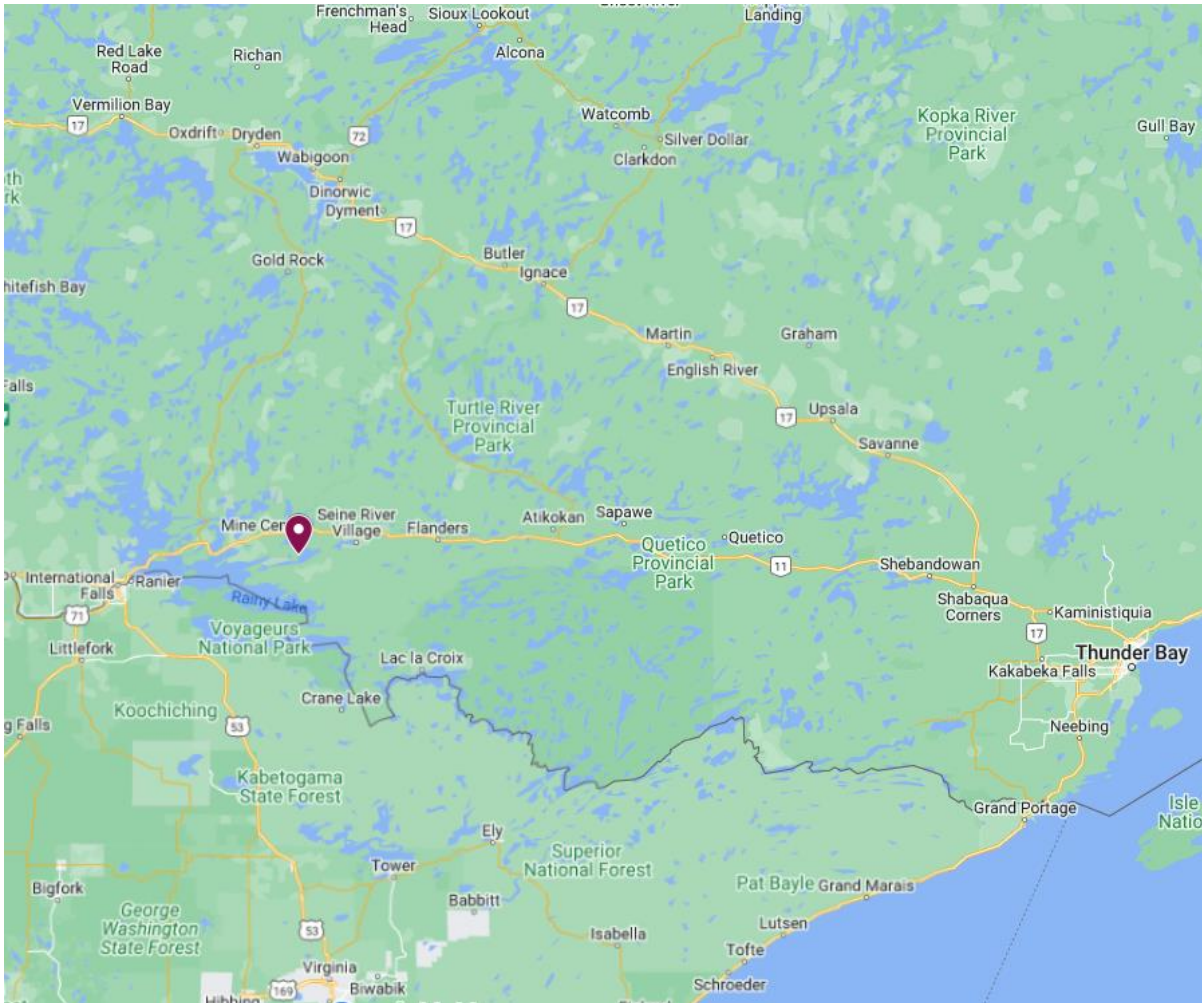 Frenchman's
Head
Sioux Lookout
Landing
Red Lake
Road
Richan
Alcona
Vermilion Bay
17
Oxdrift
Dryden
72
Watcomb
Silver Dollar
Clarkdon
Kopka River
Provincial
Park
Gull Bay
Wabigoon
Dinorwic
Dyment
17
Gold Rock
Butler
Ignace
17
Martin
Graham
English River
Falls
Turtle River
Provincial
Park
17
Upsala
Savanne
Mine
Seine River
Village
Flanders
Atikokan
Sapawe
Quetico
Quetico
Provincial
Park
11
Shebandowan
Shabaqua
Corners
Kaministiquia
17
Kakabeka Falls
Thunder Bay
Neebing
International
Falls
Ranier
Rainy Lake
71
Voyageurs
National Park
Littlefork
Lac la Croix
Crane Lake
Koochiching
53
Falls
Kabetogama
State Forest
Grand Portage
Isle
Ely
Superior
National Forest
Tower
Pat Bayle
Grand Marais
Bigfork
Babbitt
George
Washington
State Forest
53
Isabella
Lutsen
Tofte
Schroeder
Virginia
Biwabik
169
Hibbing